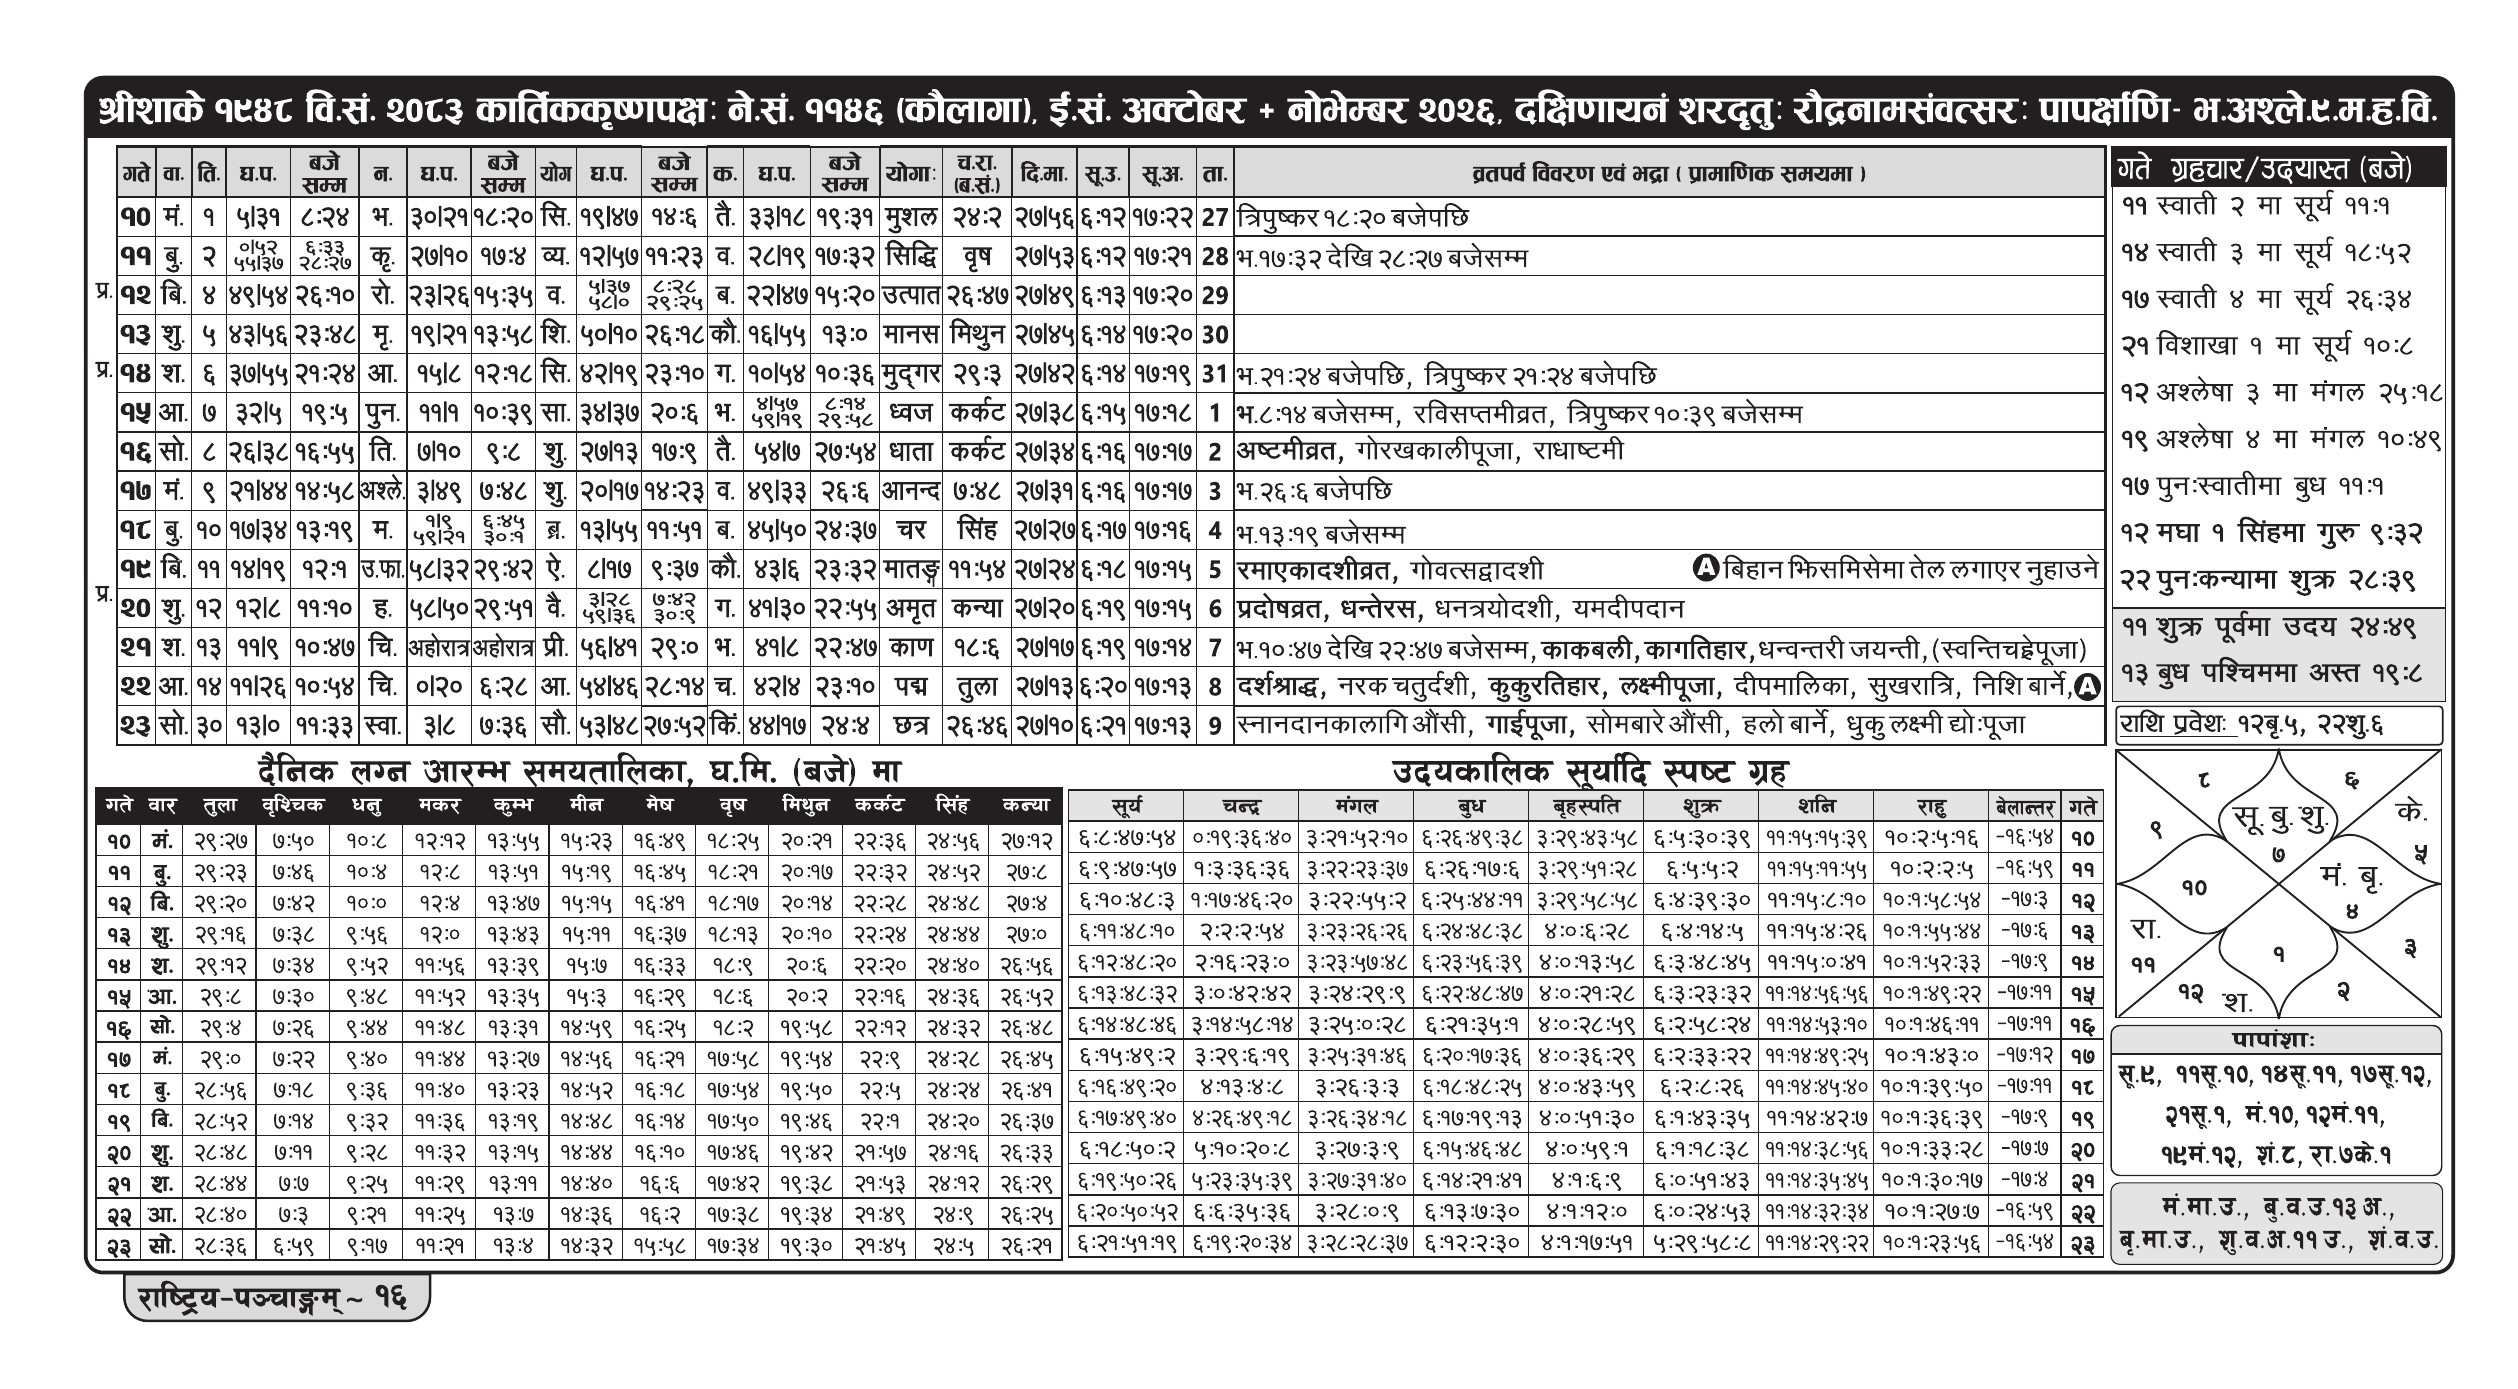 श्रीशाके १९४८ वि.सं. २०८३ कार्तिककृष्णपक्षः ने.सं. ११४६ (कौलागा), ई.सं. अक्टोबर + नोभेम्बर २०२६, दक्षिणायनं शरदृतुः रौद्रनामसंवत्सरः पापर्क्षाणि- भ.अश्ले.९.म.ह.वि.
गते वा. ति. घ.प. बजे सम्म न. घ.प. बजे सम्म योग घ.प. बजे सम्म क. घ.प. बजे सम्म योगाः च.रा. (ब.सं.) दि.मा. सू.उ. सू.अ. ता. व्रतपर्व विवरण एवं भद्रा ( प्रामाणिक समयमा )
१० मं. १ ५|३१ ८:२४ भ. ३०|२१ १८:२० सि. १९|४७ १४:६ तै. ३३|१८ १९:३१ मुशल २४:२ २७|५६ ६:१२ १७:२२ 27 त्रिपुष्कर १८:२० बजेपछि
११ बु. २ ०|५२ ५५|३७ ६:३३ २८:२७ कृ. २७|१० १७:४ व्य. १२|५७ ११:२३ व. २८|१९ १७:३२ सिद्धि वृष २७|५३ ६:१२ १७:२१ 28 भ.१७:३२ देखि २८:२७ बजेसम्म
प्र. १२ बि. ४ ४९|५४ २६:१० रो. २३|२६ १५:३५ व. ५|३७ ५८|० ८:२८ २९:२५ ब. २२|४७ १५:२० उत्पात २६:४७ २७|४९ ६:१३ १७:२० 29
१३ शु. ५ ४३|५६ २३:४८ मृ. १९|२१ १३:५८ शि. ५०|१० २६:१८ कौ. १६|५५ १३:० मानस मिथुन २७|४५ ६:१४ १७:२० 30
प्र. १४ श. ६ ३७|५५ २१:२४ आ. १५|८ १२:१८ सि. ४२|१९ २३:१० ग. १०|५४ १०:३६ मुद्गर २९:३ २७|४२ ६:१४ १७:१९ 31 भ.२१:२४ बजेपछि, त्रिपुष्कर २१:२४ बजेपछि
१५ आ. ७ ३२|५ १९:५ पुन. ११|१ १०:३९ सा. ३४|३७ २०:६ भ. ४|५७ ५९|१९ ८:१४ २९:५८ ध्वज कर्कट २७|३८ ६:१५ १७:१८ 1 भ.८:१४ बजेसम्म, रविसप्तमीव्रत, त्रिपुष्कर १०:३९ बजेसम्म
१६ सो. ८ २६|३८ १६:५५ ति. ७|१० ९:८ शु. २७|१३ १७:९ तै. ५४|७ २७:५४ धाता कर्कट २७|३४ ६:१६ १७:१७ 2 अष्टमीव्रत, गोरखकालीपूजा, राधाष्टमी
१७ मं. ९ २१|४४ १४:५८ अश्ले. ३|४९ ७:४८ शु. २०|१७ १४:२३ व. ४९|३३ २६:६ आनन्द ७:४८ २७|३१ ६:१६ १७:१७ 3 भ.२६:६ बजेपछि
१८ बु. १० १७|३४ १३:१९ म. १|९ ५९|२१ ६:४५ ३०:१ ब्र. १३|५५ ११:५१ ब. ४५|५० २४:३७ चर सिंह २७|२७ ६:१७ १७:१६ 4 भ.१३:१९ बजेसम्म
१९ बि. ११ १४|१९ १२:१ उ.फा. ५८|३२ २९:४२ ऐ. ८|१७ ९:३७ कौ. ४३|६ २३:३२ मातङ्ग ११:५४ २७|२४ ६:१८ १७:१५ 5 रमाएकादशीव्रत, गोवत्सद्वादशी Ⓐ बिहान झिसमिसेमा तेल लगाएर नुहाउने
प्र. २० शु. १२ १२|८ ११:१० ह. ५८|५० २९:५१ वै. ३|२८ ५९|३६ ७:४२ ३०:९ ग. ४१|३० २२:५५ अमृत कन्या २७|२० ६:१९ १७:१५ 6 प्रदोषव्रत, धन्तेरस, धनत्रयोदशी, यमदीपदान
२१ श. १३ ११|९ १०:४७ चि. अहोरात्र अहोरात्र प्री. ५६|४१ २९:० भ. ४१|८ २२:४७ काण १८:६ २७|१७ ६:१९ १७:१४ 7 भ.१०:४७ देखि २२:४७ बजेसम्म, काकबली, कागतिहार, धन्वन्तरी जयन्ती,
२२ आ. १४ ११|२६ १०:५४ चि. ०|२० ६:२८ आ. ५४|४६ २८:१४ च. ४२|४ २३:१० पद्म तुला २७|१३ ६:२० १७:१३ 8 दर्शश्राद्ध, नरक चतुर्दशी, कुकुरतिहार, लक्ष्मीपूजा, दीपमालिका, सुखरात्रि, निशि बार्ने, Ⓐ
२३ सो. ३० १३|० ११:३३ स्वा. ३|८ ७:३६ सौ. ५३|४८ २७:५२ किं. ४४|१७ २४:४ छत्र २६:४६ २७|१० ६:२१ १७:१३ 9 स्नानदानकालागि औंसी, गाईपूजा, सोमबारे औंसी, हलो बार्ने, धुकु लक्ष्मी द्योःपूजा
गते ग्रहचार/उदयास्त (बजे)
११ स्वाती २ मा सूर्य ११:१
१४ स्वाती ३ मा सूर्य १८:५२
१७ स्वाती ४ मा सूर्य २६:३४
२१ विशाखा १ मा सूर्य १०:८
१२ अश्लेषा ३ मा मंगल २५:१८
१९ अश्लेषा ४ मा मंगल १०:४९
१७ पुनःस्वातीमा बुध ११:१
१२ मघा १ सिंहमा गुरु ९:३२
२२ पुनःकन्यामा शुक्र २८:३९
११ शुक्र पूर्वमा उदय २४:४९
१३ बुध पश्चिममा अस्त १९:८
राशि प्रवेशः १२बृ.५, २२शु.६
दैनिक लग्न आरम्भ समयतालिका, घ.मि. (बजे) मा
गते वार तुला वृश्चिक धनु मकर कुम्भ मीन मेष वृष मिथुन कर्कट सिंह कन्या
१० मं. २९:२७ ७:५० १०:८ १२:१२ १३:५५ १५:२३ १६:४९ १८:२५ २०:२१ २२:३६ २४:५६ २७:१२
११ बु. २९:२३ ७:४६ १०:४ १२:८ १३:५१ १५:१९ १६:४५ १८:२१ २०:१७ २२:३२ २४:५२ २७:८
१२ बि. २९:२० ७:४२ १०:० १२:४ १३:४७ १५:१५ १६:४१ १८:१७ २०:१४ २२:२८ २४:४८ २७:४
१३ शु. २९:१६ ७:३८ ९:५६ १२:० १३:४३ १५:११ १६:३७ १८:१३ २०:१० २२:२४ २४:४४ २७:०
१४ श. २९:१२ ७:३४ ९:५२ ११:५६ १३:३९ १५:७ १६:३३ १८:९ २०:६ २२:२० २४:४० २६:५६
१५ आ. २९:८ ७:३० ९:४८ ११:५२ १३:३५ १५:३ १६:२९ १८:६ २०:२ २२:१६ २४:३६ २६:५२
१६ सो. २९:४ ७:२६ ९:४४ ११:४८ १३:३१ १४:५९ १६:२५ १८:२ १९:५८ २२:१२ २४:३२ २६:४८
१७ मं. २९:० ७:२२ ९:४० ११:४४ १३:२७ १४:५६ १६:२१ १७:५८ १९:५४ २२:९ २४:२८ २६:४५
१८ बु. २८:५६ ७:१८ ९:३६ ११:४० १३:२३ १४:५२ १६:१८ १७:५४ १९:५० २२:५ २४:२४ २६:४१
१९ बि. २८:५२ ७:१४ ९:३२ ११:३६ १३:१९ १४:४८ १६:१४ १७:५० १९:४६ २२:१ २४:२० २६:३७
२० शु. २८:४८ ७:११ ९:२८ ११:३२ १३:१५ १४:४४ १६:१० १७:४६ १९:४२ २१:५७ २४:१६ २६:३३
२१ श. २८:४४ ७:७ ९:२५ ११:२९ १३:११ १४:४० १६:६ १७:४२ १९:३८ २१:५३ २४:१२ २६:२९
२२ आ. २८:४० ७:३ ९:२१ ११:२५ १३:७ १४:३६ १६:२ १७:३८ १९:३४ २१:४९ २४:९ २६:२५
२३ सो. २८:३६ ६:५९ ९:१७ ११:२१ १३:४ १४:३२ १५:५८ १७:३४ १९:३० २१:४५ २४:५ २६:२१
उदयकालिक सूर्यादि स्पष्ट ग्रह
सूर्य चन्द्र मंगल बुध बृहस्पति शुक्र शनि राहु बेलान्तर गते
६:८:४७:५४ ०:१९:३६:४० ३:२१:५२:१० ६:२६:४९:३८ ३:२९:४३:५८ ६:५:३०:३९ ११:१५:१५:३९ १०:२:५:१६ -१६:५४ १०
६:९:४७:५७ १:३:३६:३६ ३:२२:२३:३७ ६:२६:१७:६ ३:२९:५१:२८ ६:५:५:२ ११:१५:११:५५ १०:२:२:५ -१६:५९ ११
६:१०:४८:३ १:१७:४६:२० ३:२२:५५:२ ६:२५:४४:११ ३:२९:५८:५८ ६:४:३९:३० ११:१५:८:१० १०:१:५८:५४ -१७:३ १२
६:११:४८:१० २:२:२:५४ ३:२३:२६:२६ ६:२४:४८:३८ ४:०:६:२८ ६:४:१४:५ ११:१५:४:२६ १०:१:५५:४४ -१७:६ १३
६:१२:४८:२० २:१६:२३:० ३:२३:५७:४८ ६:२३:५६:३९ ४:०:१३:५८ ६:३:४८:४५ ११:१५:०:४१ १०:१:५२:३३ -१७:९ १४
६:१३:४८:३२ ३:०:४२:४२ ३:२४:२९:९ ६:२२:४८:४७ ४:०:२१:२८ ६:३:२३:३२ ११:१४:५६:५६ १०:१:४९:२२ -१७:११ १५
६:१४:४८:४६ ३:१४:५८:१४ ३:२५:०:२८ ६:२१:३५:१ ४:०:२८:५९ ६:२:५८:२४ ११:१४:५३:१० १०:१:४६:११ -१७:११ १६
६:१५:४९:२ ३:२९:६:१९ ३:२५:३१:४६ ६:२०:१७:३६ ४:०:३६:२९ ६:२:३३:२२ ११:१४:४९:२५ १०:१:४३:० -१७:१२ १७
६:१६:४९:२० ४:१३:४:८ ३:२६:३:३ ६:१८:४८:२५ ४:०:४३:५९ ६:२:८:२६ ११:१४:४५:४० १०:१:३९:५० -१७:११ १८
६:१७:४९:४० ४:२६:४९:१८ ३:२६:३४:१८ ६:१७:१९:१३ ४:०:५१:३० ६:१:४३:३५ ११:१४:४२:७ १०:१:३६:३९ -१७:९ १९
६:१८:५०:२ ५:१०:२०:८ ३:२७:३:९ ६:१५:४६:४८ ४:०:५९:१ ६:१:१८:३८ ११:१४:३८:५६ १०:१:३३:२८ -१७:७ २०
६:१९:५०:२६ ५:२३:३५:३९ ३:२७:३१:४० ६:१४:२१:४१ ४:१:६:९ ६:०:५१:४३ ११:१४:३५:४५ १०:१:३०:१७ -१७:४ २१
६:२०:५०:५२ ६:६:३५:३६ ३:२८:०:९ ६:१३:७:३० ४:१:१२:० ६:०:२४:५३ ११:१४:३२:३४ १०:१:२७:७ -१६:५९ २२
६:२१:५१:१९ ६:१९:२०:३४ ३:२८:२८:३७ ६:१२:२:३० ४:१:१७:५१ ५:२९:५८:८ ११:१४:२९:२२ १०:१:२३:५६ -१६:५४ २३
८ ६
सू. बु. शु. के.
९ ७ ५
१० मं. बृ.
४
रा. १ ३
११
१२ श. २
पापांशाः
सू.९, ११सू.१०, १४सू.११, १७सू.१२,
२१सू.१, मं.१०, १२मं.११,
१९मं.१२, शं.८, रा.७के.१
मं.मा.उ., बु.व.उ.१३अ.,
बृ.मा.उ., शु.व.अ.११उ., शं.व.उ.
राष्ट्रिय-पञ्चाङ्गम् ~ १६